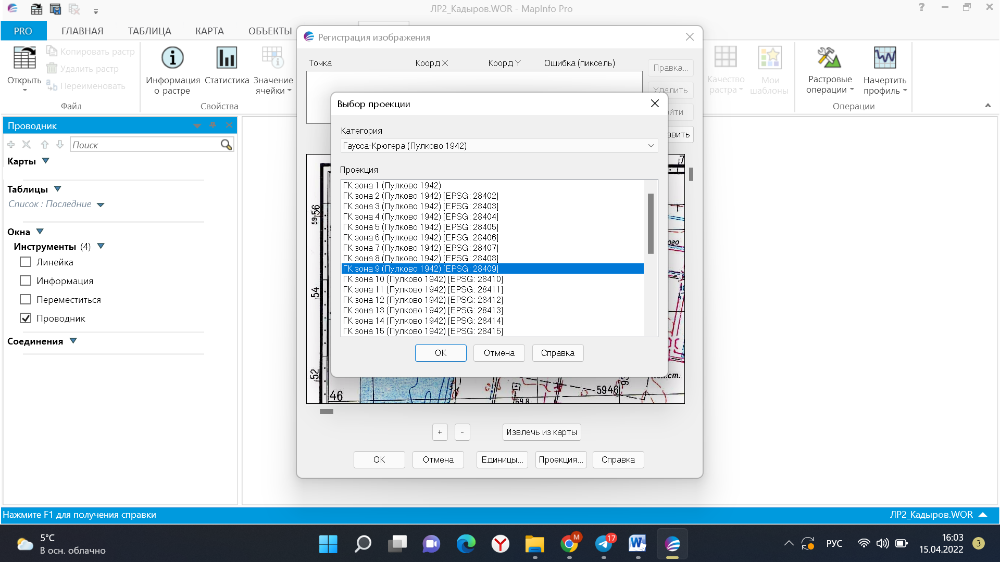 ЛР2_Кадыров.WOR - MapInfo Pro
PRO
ГЛАВНАЯ
ТАБЛИЦА
КАРТА
ОБЪЕКТЫ
Открыть
Копировать растр
Удалить растр
Переименовать
Файл
Информация
о растре
Статистика
Значение
ячейки
Свойства
Качество
растра
Мои
шаблоны
Растровые
операции
Начертить
профиль
Операции
Проводник
Поиск
Карты
Таблицы
Список : Последние
Окна
Инструменты (4)
Линейка
Информация
Переместиться
Проводник
Соединения
Регистрация изображения
Точка
Коорд X
Коорд Y
Ошибка (пиксель)
Правка...
Удалить
йти
авить
Выбор проекции
Категория
Гаусса-Крюгера (Пулково 1942)
Проекция
ГК зона 1 (Пулково 1942)
ГК зона 2 (Пулково 1942) [EPSG: 28402]
ГК зона 3 (Пулково 1942) [EPSG: 28403]
ГК зона 4 (Пулково 1942) [EPSG: 28404]
ГК зона 5 (Пулково 1942) [EPSG: 28405]
ГК зона 6 (Пулково 1942) [EPSG: 28406]
ГК зона 7 (Пулково 1942) [EPSG: 28407]
ГК зона 8 (Пулково 1942) [EPSG: 28408]
ГК зона 9 (Пулково 1942) [EPSG: 28409]
ГК зона 10 (Пулково 1942) [EPSG: 28410]
ГК зона 11 (Пулково 1942) [EPSG: 28411]
ГК зона 12 (Пулково 1942) [EPSG: 28412]
ГК зона 13 (Пулково 1942) [EPSG: 28413]
ГК зона 14 (Пулково 1942) [EPSG: 28414]
ГК зона 15 (Пулково 1942) [EPSG: 28415]
OK
Отмена
Справка
7
5956
54
52
ого
ст.
46
5946
93
69,8
+
-
Извлечь из карты
OK
Отмена
Единицы...
Проекция...
Справка
Нажмите F1 для получения справки
ЛР2_Кадыров.WOR
5°C
В осн. облачно
М
17
РУС
16:03
15.04.2022
3